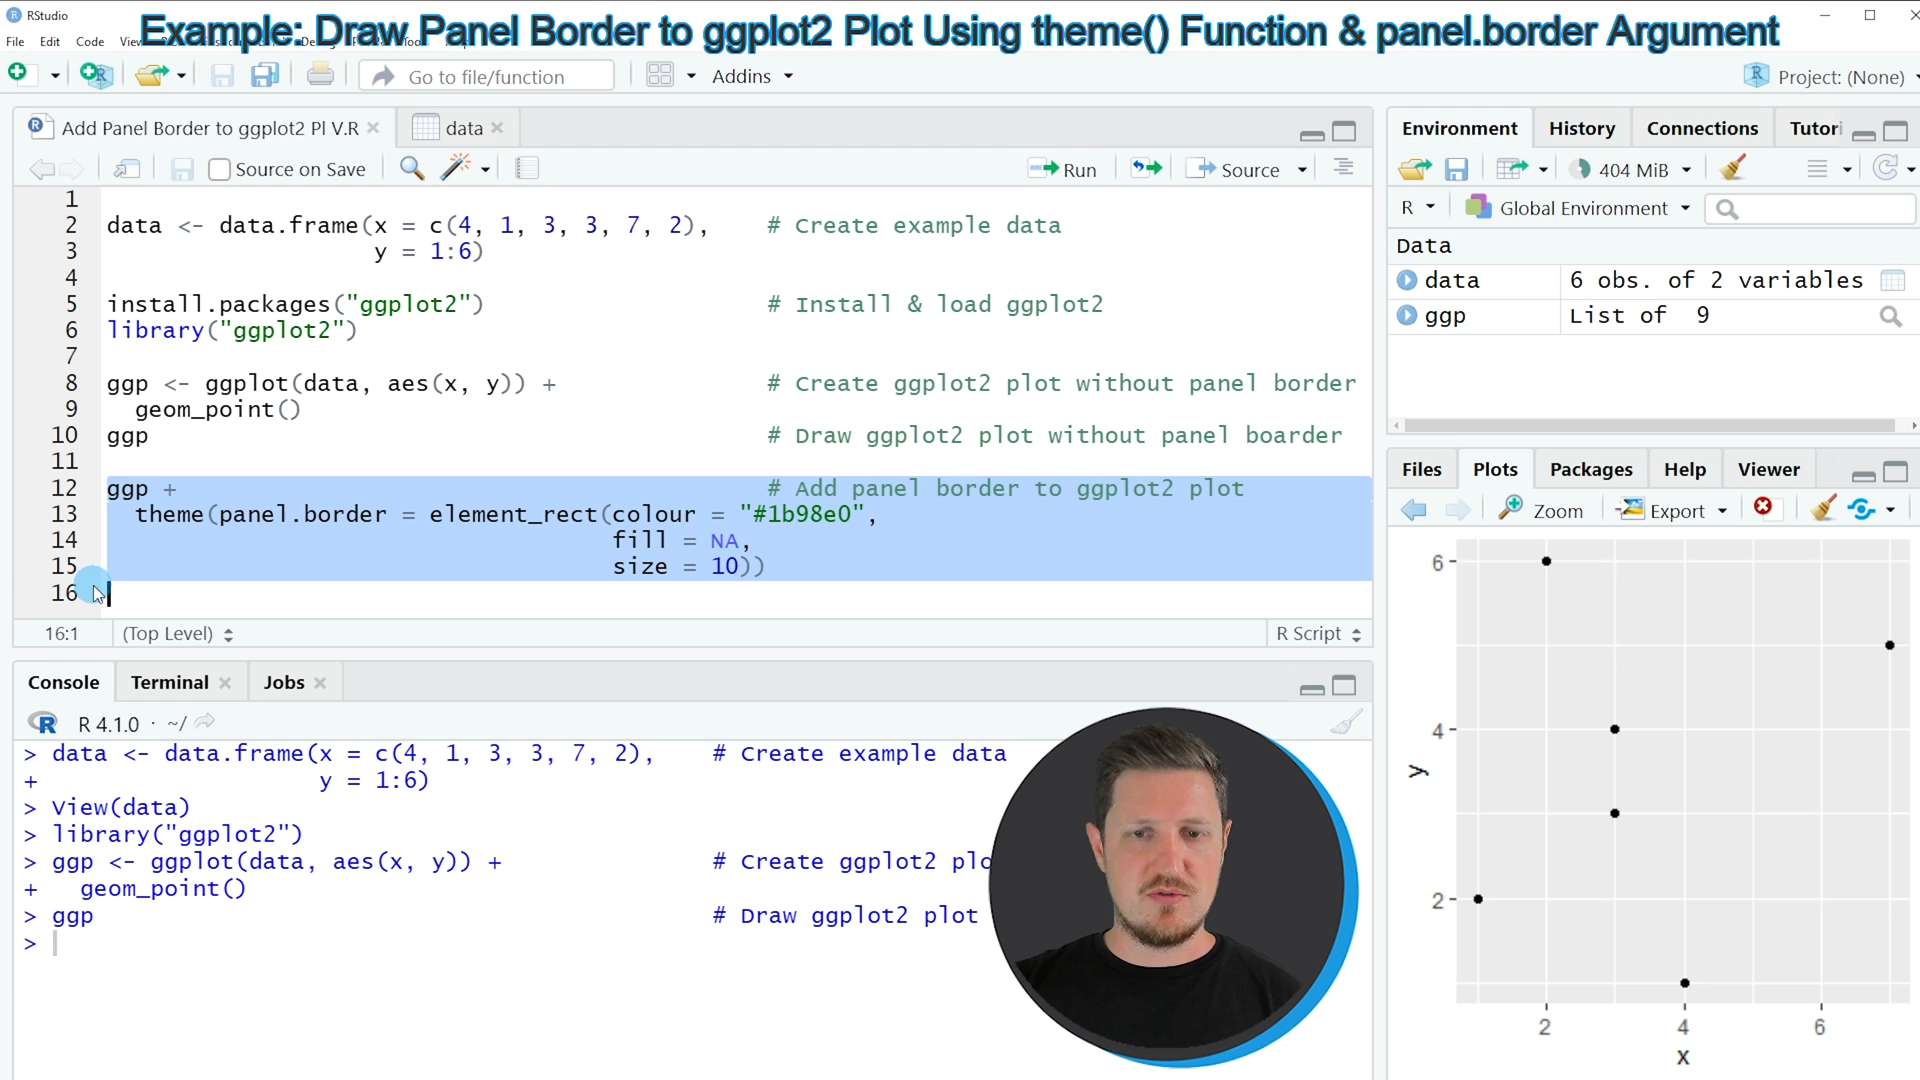 RStudio
Example: Draw Panel Border to ggplot2 Plot Using theme() Function & panel.border Argument
File Edit Code
Go to file/function
Addins
Project: (None)
Add Panel Border to ggplot2 Pl V.R
data
Source on Save
Run
Source
1
2 data <- data.frame(x = c(4, 1, 3, 3, 7, 2), # Create example data
3 y = 1:6)
4
5 install.packages("ggplot2") # Install & load ggplot2
6 library("ggplot2")
7
8 ggp <- ggplot(data, aes(x, y)) + # Create ggplot2 plot without panel border
9 geom_point()
10 ggp # Draw ggplot2 plot without panel boarder
11
12 ggp + # Add panel border to ggplot2 plot
13 theme(panel.border = element_rect(colour = "#1b98e0",
14 fill = NA,
15 size = 10))
16
16:1 (Top Level) R Script
Console Terminal Jobs
R 4.1.0 · ~/
> data <- data.frame(x = c(4, 1, 3, 3, 7, 2), # Create example data
+ y = 1:6)
> View(data)
> library("ggplot2")
> ggp <- ggplot(data, aes(x, y)) + # Create ggplot2 plo
+ geom_point()
> ggp # Draw ggplot2 plot
>
Environment History Connections Tutori
404 MiB
R Global Environment
Data
data 6 obs. of 2 variables
ggp List of 9
Files Plots Packages Help Viewer
Zoom Export
6
4
y
2
2 4 6
x